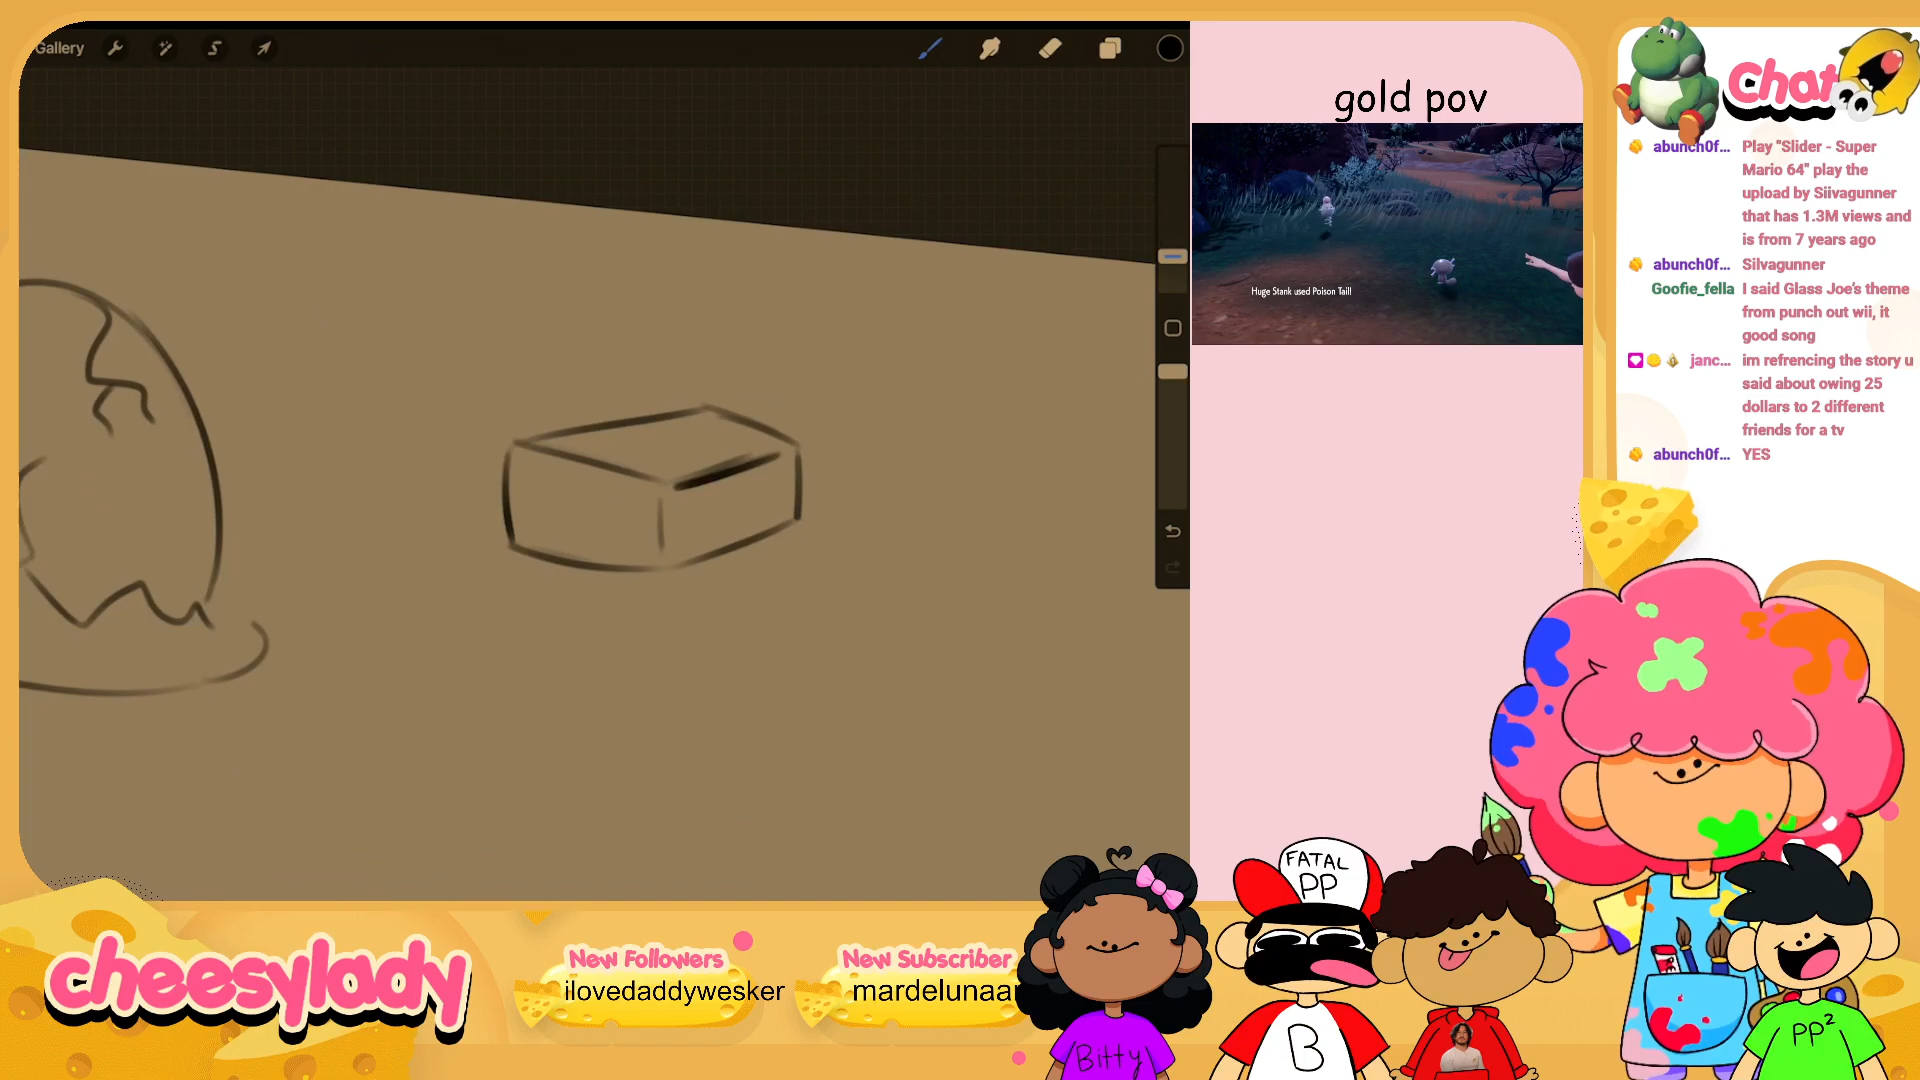 Gallery
gold pov
Huge Stank used Poison Tail!
Chat
abunch0f... Play "Slider - Super
Mario 64" play the
upload by Siivagunner
that has 1.3M views and
is from 7 years ago
abunch0f... Silvagunner
Goofie_fella I said Glass Joe's theme
from punch out wii, it
good song
janc... im refrencing the story u
said about owing 25
dollars to 2 different
friends for a tv
abunch0f... YES
cheesylady
New Followers
ilovedaddywesker
New Subscriber
mardelunaar
FATAL
PP
Bitty
B
PP²